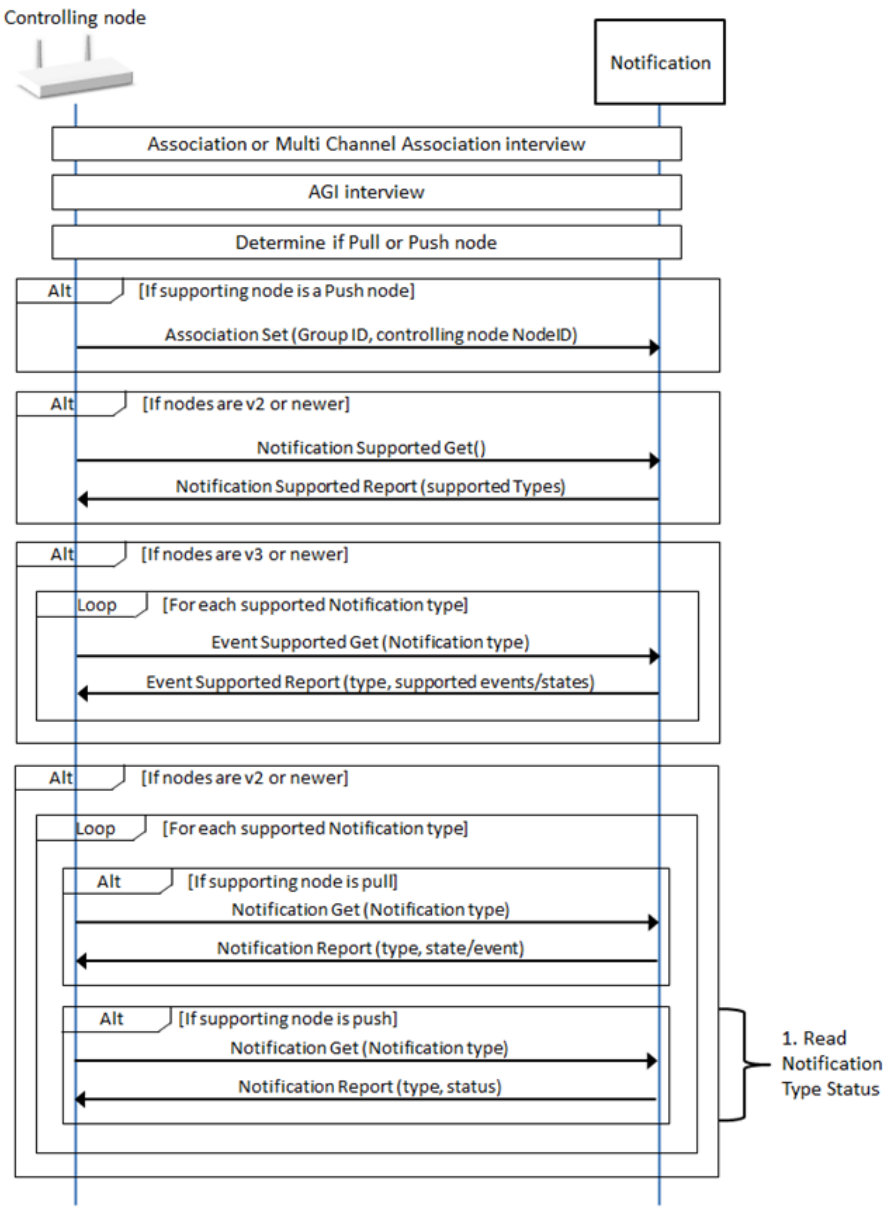 Controlling node
Notification
Association or Multi Channel Association interview
AGI interview
Determine if Pull or Push node
Alt [If supporting node is a Push node]
Association Set (Group ID, controlling node NodeID)
Alt [If nodes are v2 or newer]
Notification Supported Get()
Notification Supported Report (supported Types)
Alt [If nodes are v3 or newer]
Loop [For each supported Notification type]
Event Supported Get (Notification type)
Event Supported Report (type, supported events/states)
Alt [If nodes are v2 or newer]
Loop [For each supported Notification type]
Alt [If supporting node is pull]
Notification Get (Notification type)
Notification Report (type, state/event)
Alt [If supporting node is push]
Notification Get (Notification type)
Notification Report (type, status)
1. Read
Notification
Type Status